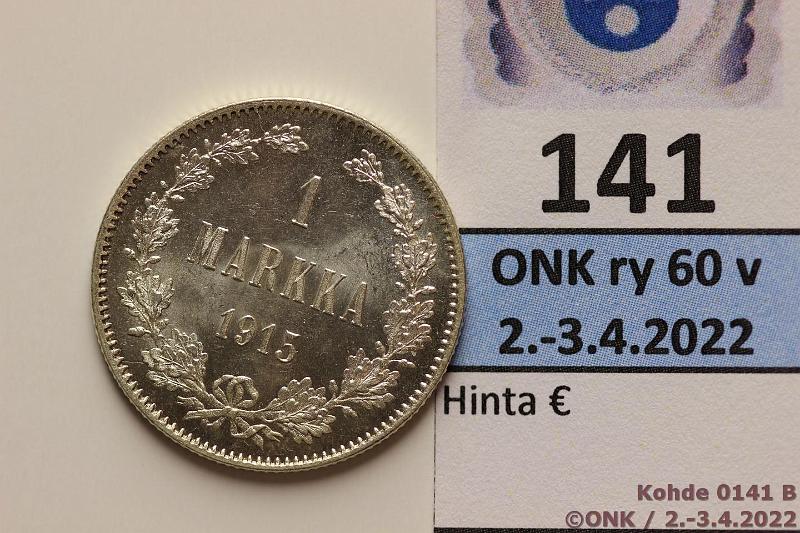 1
MARKKA
1915
141
ONK ry 60 v
2.-3.4.2022
Hinta €
Kohde 0141 B
©ONK / 2.-3.4.2022